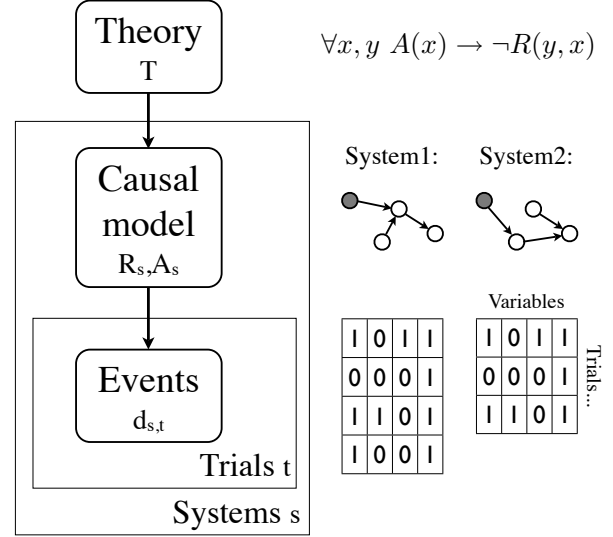 Theory
T
∀x, y A(x) → ¬R(y, x)
Causal
model
Rs,As
System1:
System2:
Events
ds,t
Trials t
Systems s
1 0 1 1
0 0 0 1
1 1 0 1
1 0 0 1
Variables
1 0 1 1
0 0 0 1
1 1 0 1
Trials...